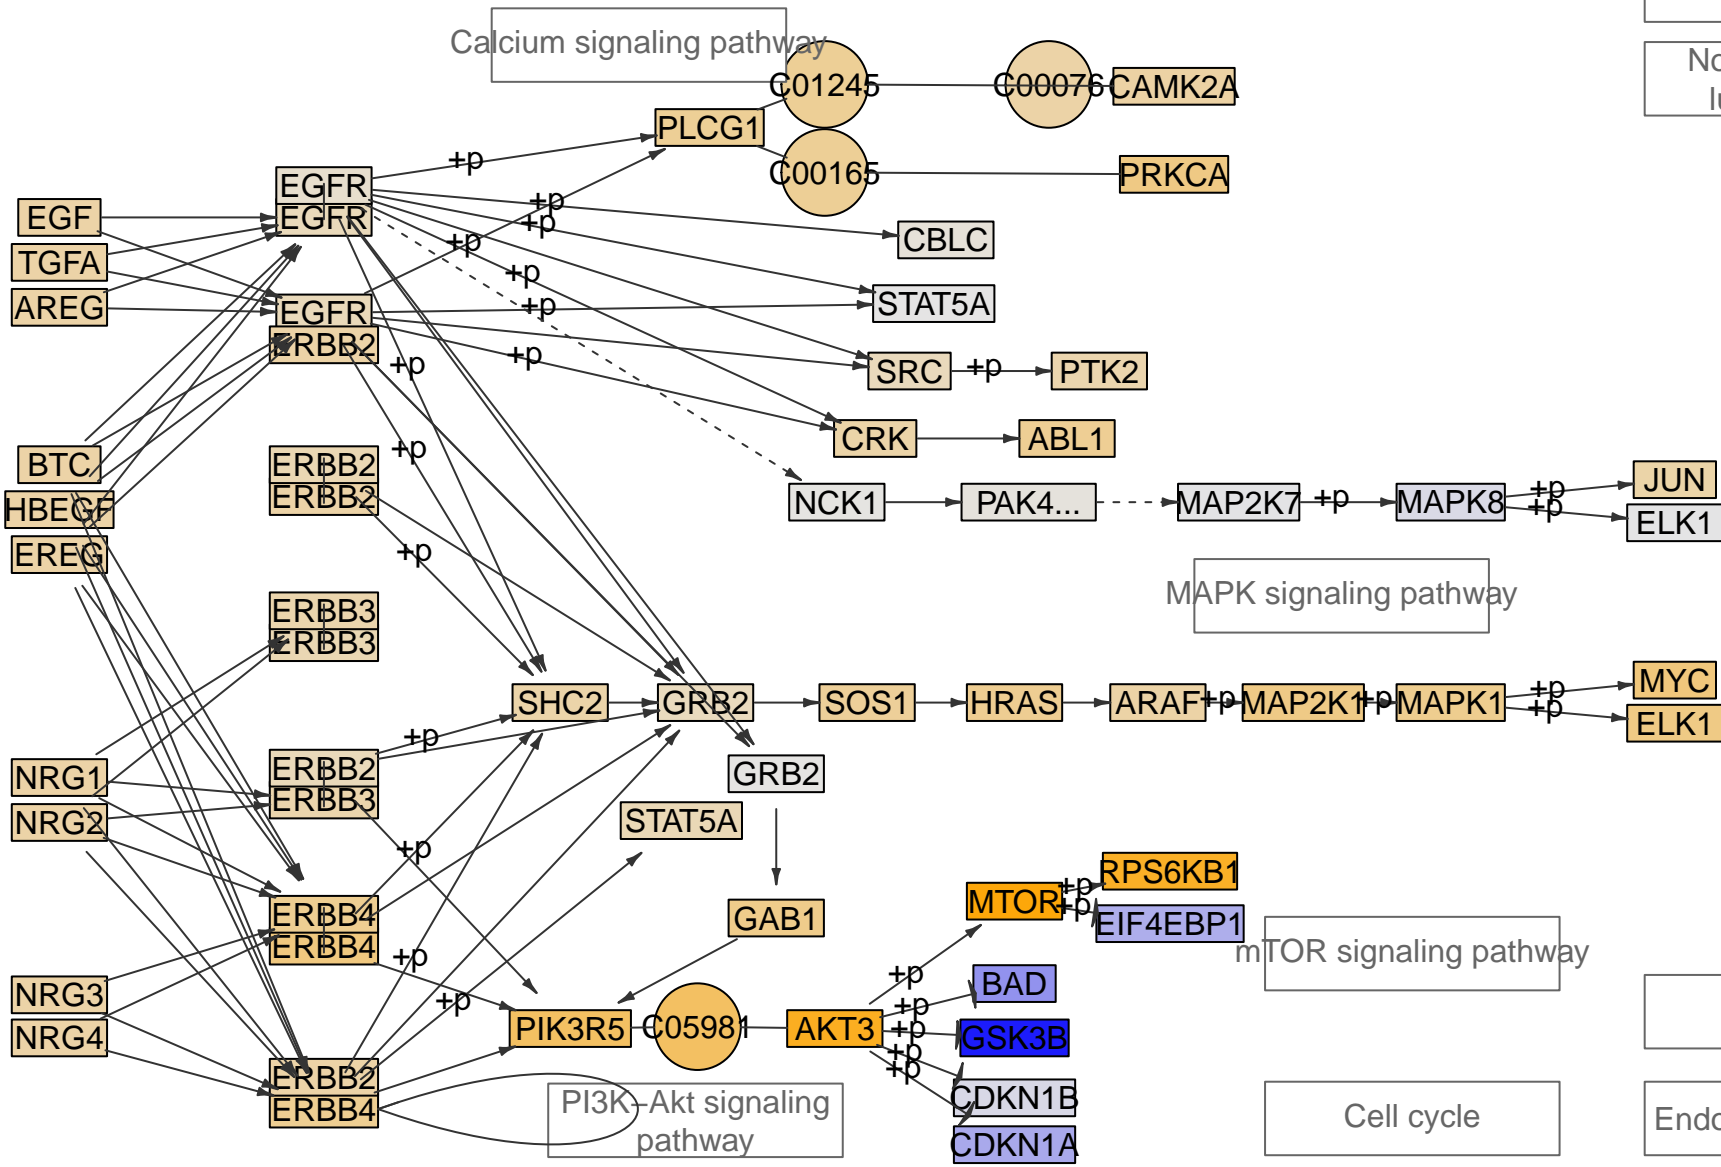 Calcium signaling pathway
No
lu
C01245
C00076
CAMK2A
PLCG1
C00165
PRKCA
+p
EGFR
EGFR
+p
+p
+p
EGF
TGFA
AREG
CBLC
+p
+p
EGFR
ERBB2
STAT5A
+p
+p
SRC
+p
PTK2
CRK
ABL1
+p
BTC
HBEGF
EREG
ERBB2
ERBB2
NCK1
PAK4...
MAP2K7
+p
MAPK8
+p
+p
JUN
ELK1
+p
MAPK signaling pathway
ERBB3
ERBB3
SHC2
GRB2
SOS1
HRAS
ARAF
+p
MAP2K1
+p
MAPK1
+p
+p
MYC
ELK1
+p
NRG1
NRG2
ERBB2
ERBB3
GRB2
STAT5A
+p
ERBB4
ERBB4
GAB1
MTOR
+p
+p
RPS6KB1
EIF4EBP1
mTOR signaling pathway
+p
+p
NRG3
NRG4
PIK3R5
C05981
AKT3
+p
+p
+p
+p
+p
BAD
GSK3B
CDKN1B
CDKN1A
ERBB2
ERBB4
PI3K−Akt signaling
pathway
Cell cycle
Endo